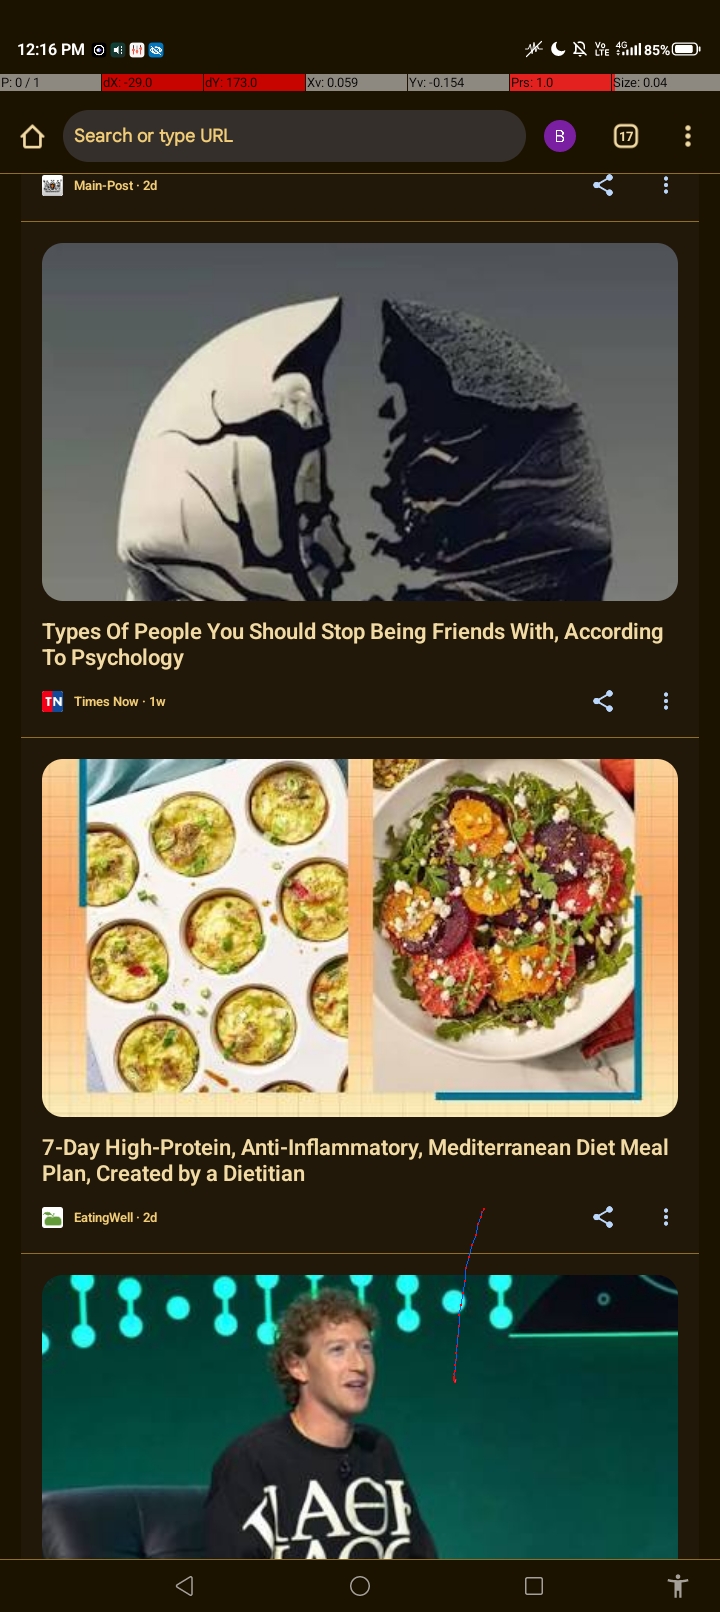 12:16 PM Vo LTE 4G 85%
P: 0 / 1 dX: -29.0 dY: 173.0 Xv: 0.059 Yv: -0.154 Prs: 1.0 Size: 0.04
Search or type URL B 17
Main-Post · 2d
Types Of People You Should Stop Being Friends With, According
To Psychology
TN Times Now · 1w
7-Day High-Protein, Anti-Inflammatory, Mediterranean Diet Meal
Plan, Created by a Dietitian
EatingWell · 2d